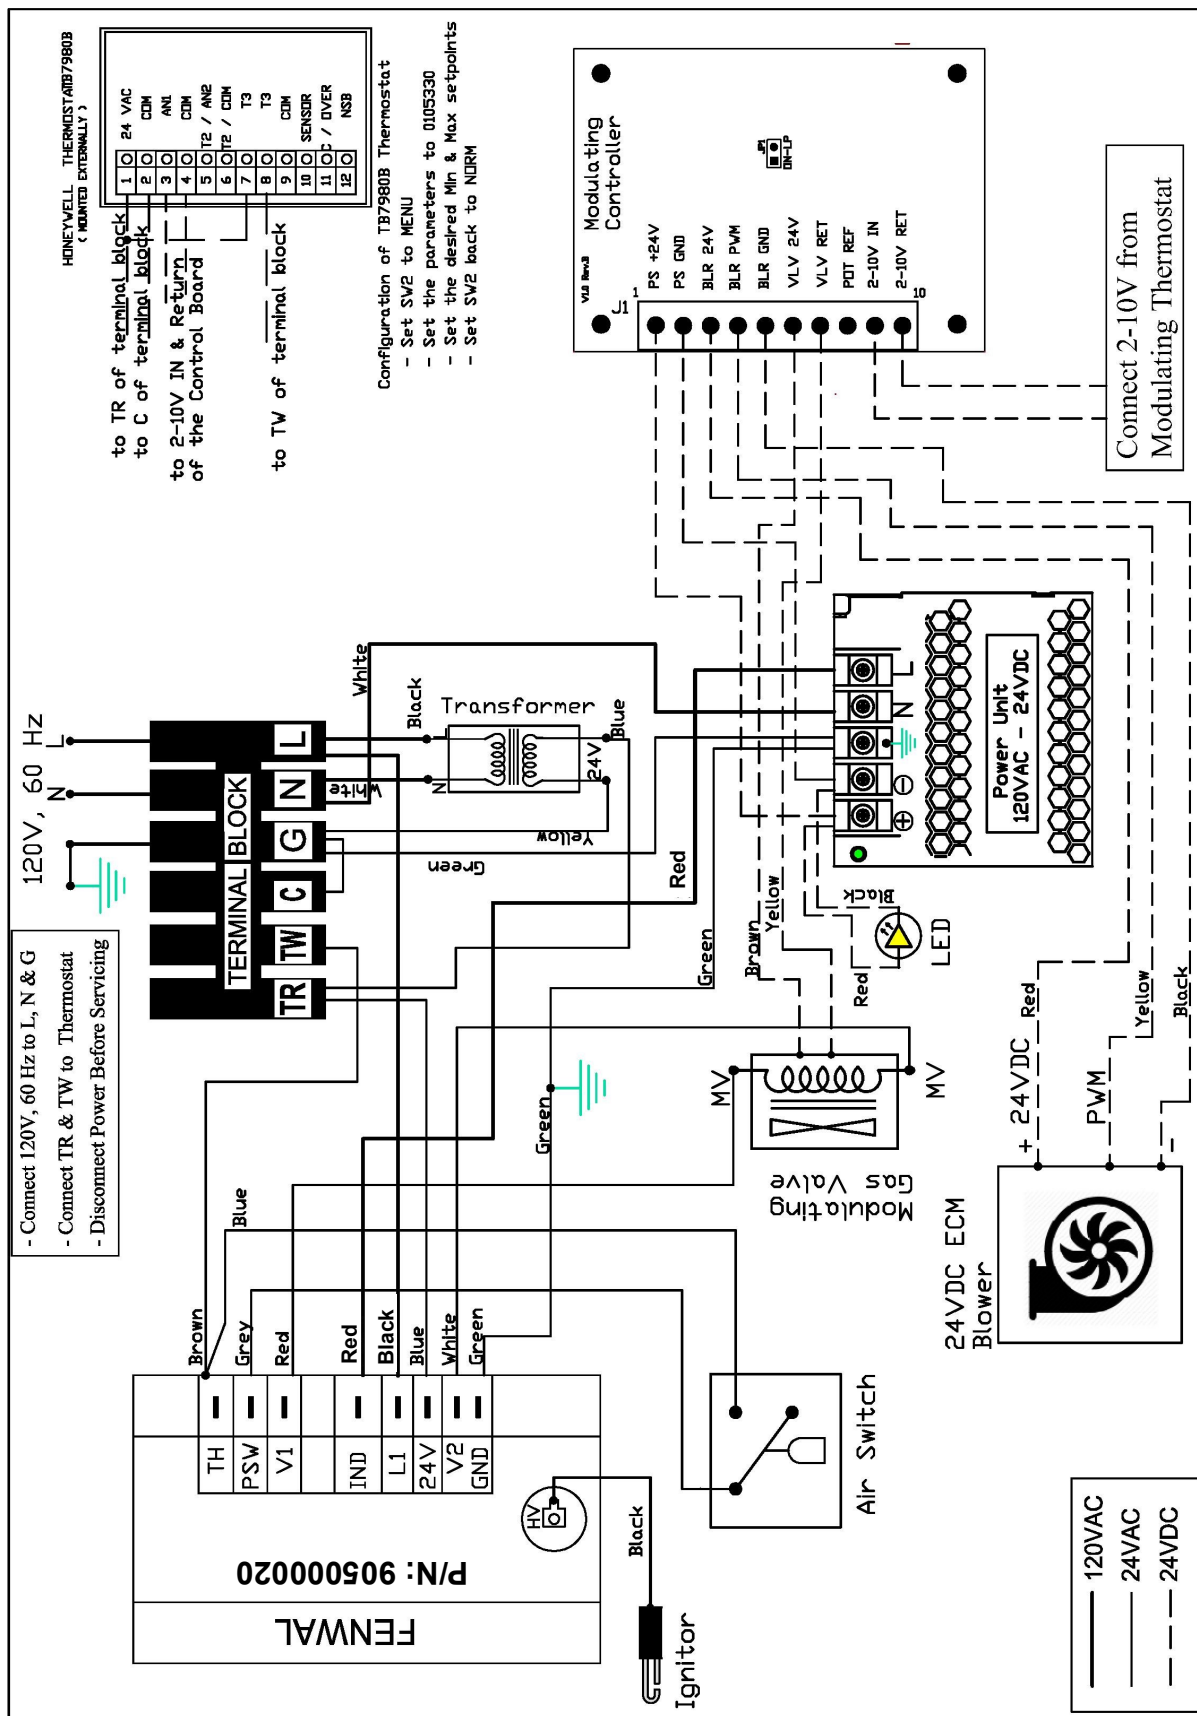 HONEYWELL THERMOSTATTB7980B
( MOUNTED EXTERNALLY )
1 24 VAC
2 COM
3 AN1
4 COM
5 T2 / AN2
6 T2 / COM
7 T3
8 T3
9 COM
10 SENSOR
11 C / OVER
12 NSB
to TR of terminal block
to C of terminal block
to 2-10V IN & Return
of the Control Board
to TW of terminal block
Configuration of TB7980B Thermostat
- Set SW2 to MENU
- Set the parameters to 0105330
- Set the desired Min & Max setpoints
- Set SW2 back to NORM
Modulating
Controller
V1.0 Rev.B
JP1
ON-LP
J1
1
10
PS +24V
PS GND
BLR 24V
BLR PWM
BLR GND
VLV 24V
VLV RET
POT REF
2-10V IN
2-10V RET
Connect 2-10V from
Modulating Thermostat
120V, 60 Hz
N
L
TERMINAL BLOCK
TR
TW
C
G
N
L
- Connect 120V, 60 Hz to L, N & G
- Connect TR & TW to Thermostat
- Disconnect Power Before Servicing
White
Black
White
Transformer
L
N
24V
Blue
Yellow
Green
Red
Green
Brown
Yellow
L
N
-
+
Power Unit
120VAC - 24VDC
Black
Red
LED
Brown
Blue
Grey
Red
Red
Black
Blue
White
Green
Green
MV
MV
Modulating
Gas Valve
+ 24VDC
Red
PWM
Yellow
-
Black
24VDC ECM
Blower
TH
PSW
V1
IND
L1
24V
V2
GND
HV
P/N: 905000020
FENWAL
Black
Ignitor
Air Switch
120VAC
24VAC
24VDC